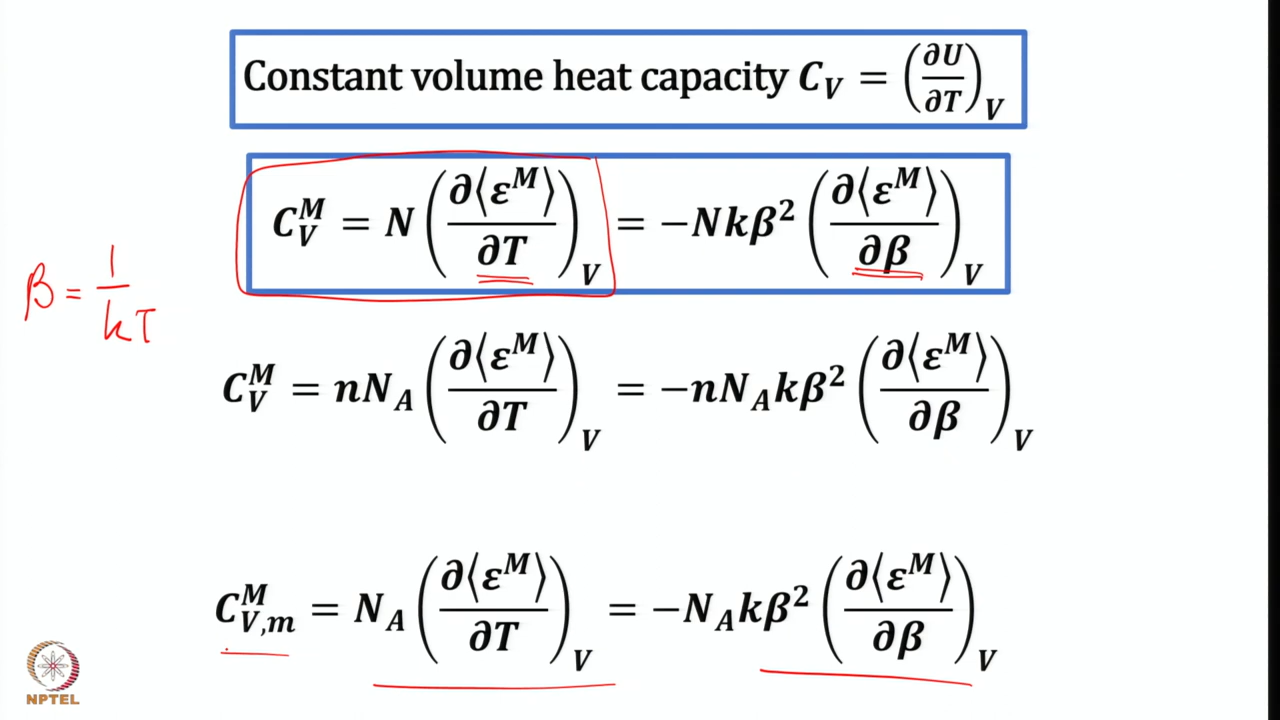 Constant volume heat capacity C_V = (∂U/∂T)_V
C_V^M = N (∂⟨ε^M⟩/∂T)_V = −Nkβ² (∂⟨ε^M⟩/∂β)_V
β = 1/kT
C_V^M = nN_A (∂⟨ε^M⟩/∂T)_V = −nN_A kβ² (∂⟨ε^M⟩/∂β)_V
C_{V,m}^M = N_A (∂⟨ε^M⟩/∂T)_V = −N_A kβ² (∂⟨ε^M⟩/∂β)_V
NPTEL